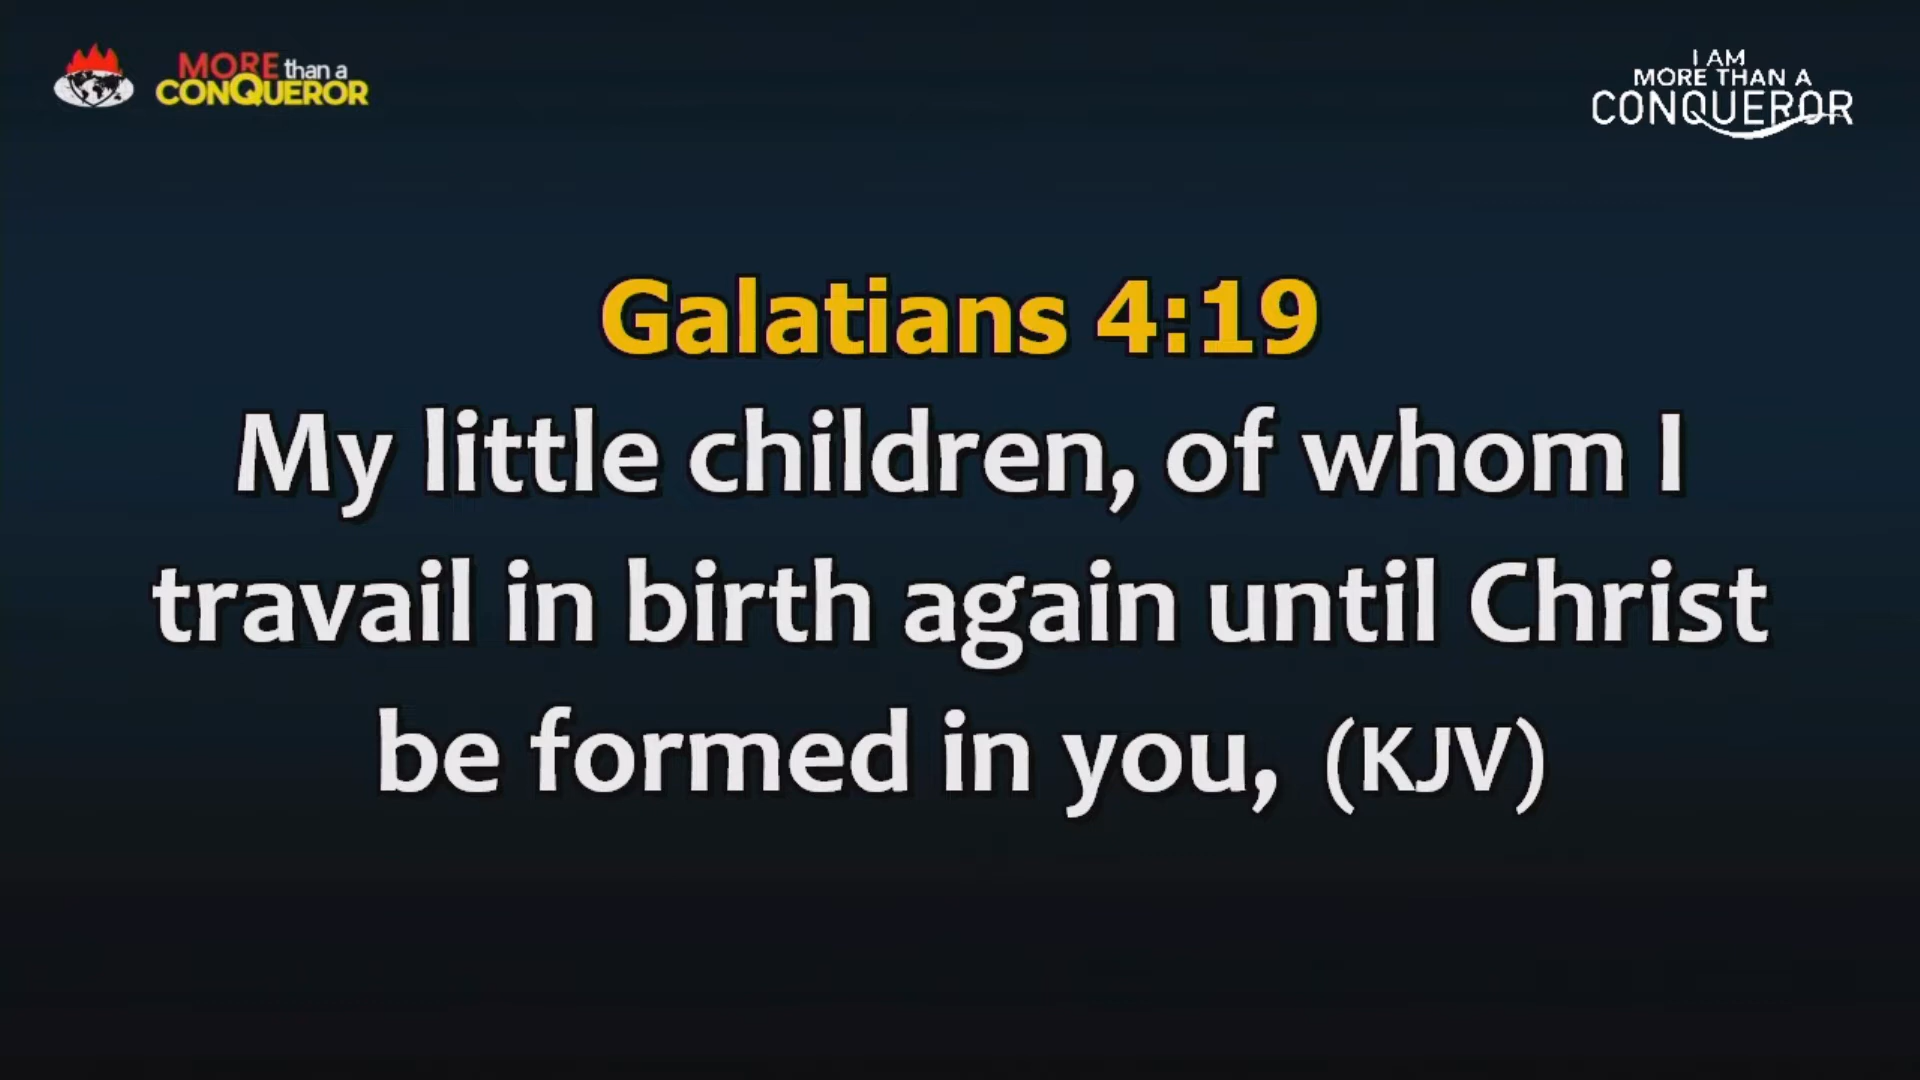 MORE than a
CONQUEROR
I AM
MORE THAN A
CONQUEROR
Galatians 4:19
My little children, of whom I
travail in birth again until Christ
be formed in you, (KJV)